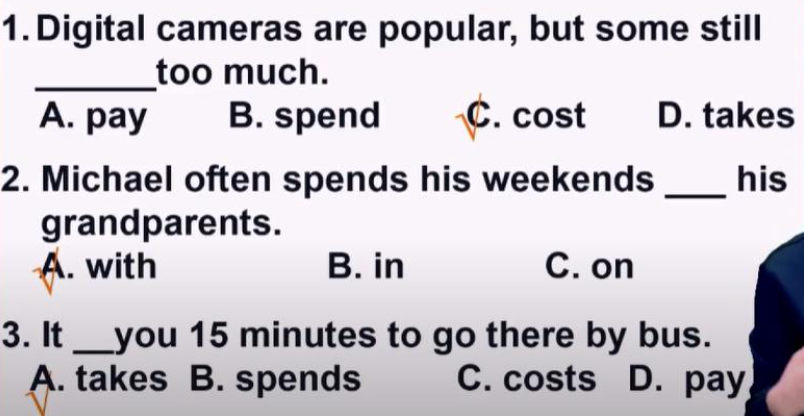 1. Digital cameras are popular, but some still
______too much.
A. pay B. spend C. cost D. takes
2. Michael often spends his weekends ___ his
grandparents.
A. with B. in C. on
3. It __you 15 minutes to go there by bus.
A. takes B. spends C. costs D. pay